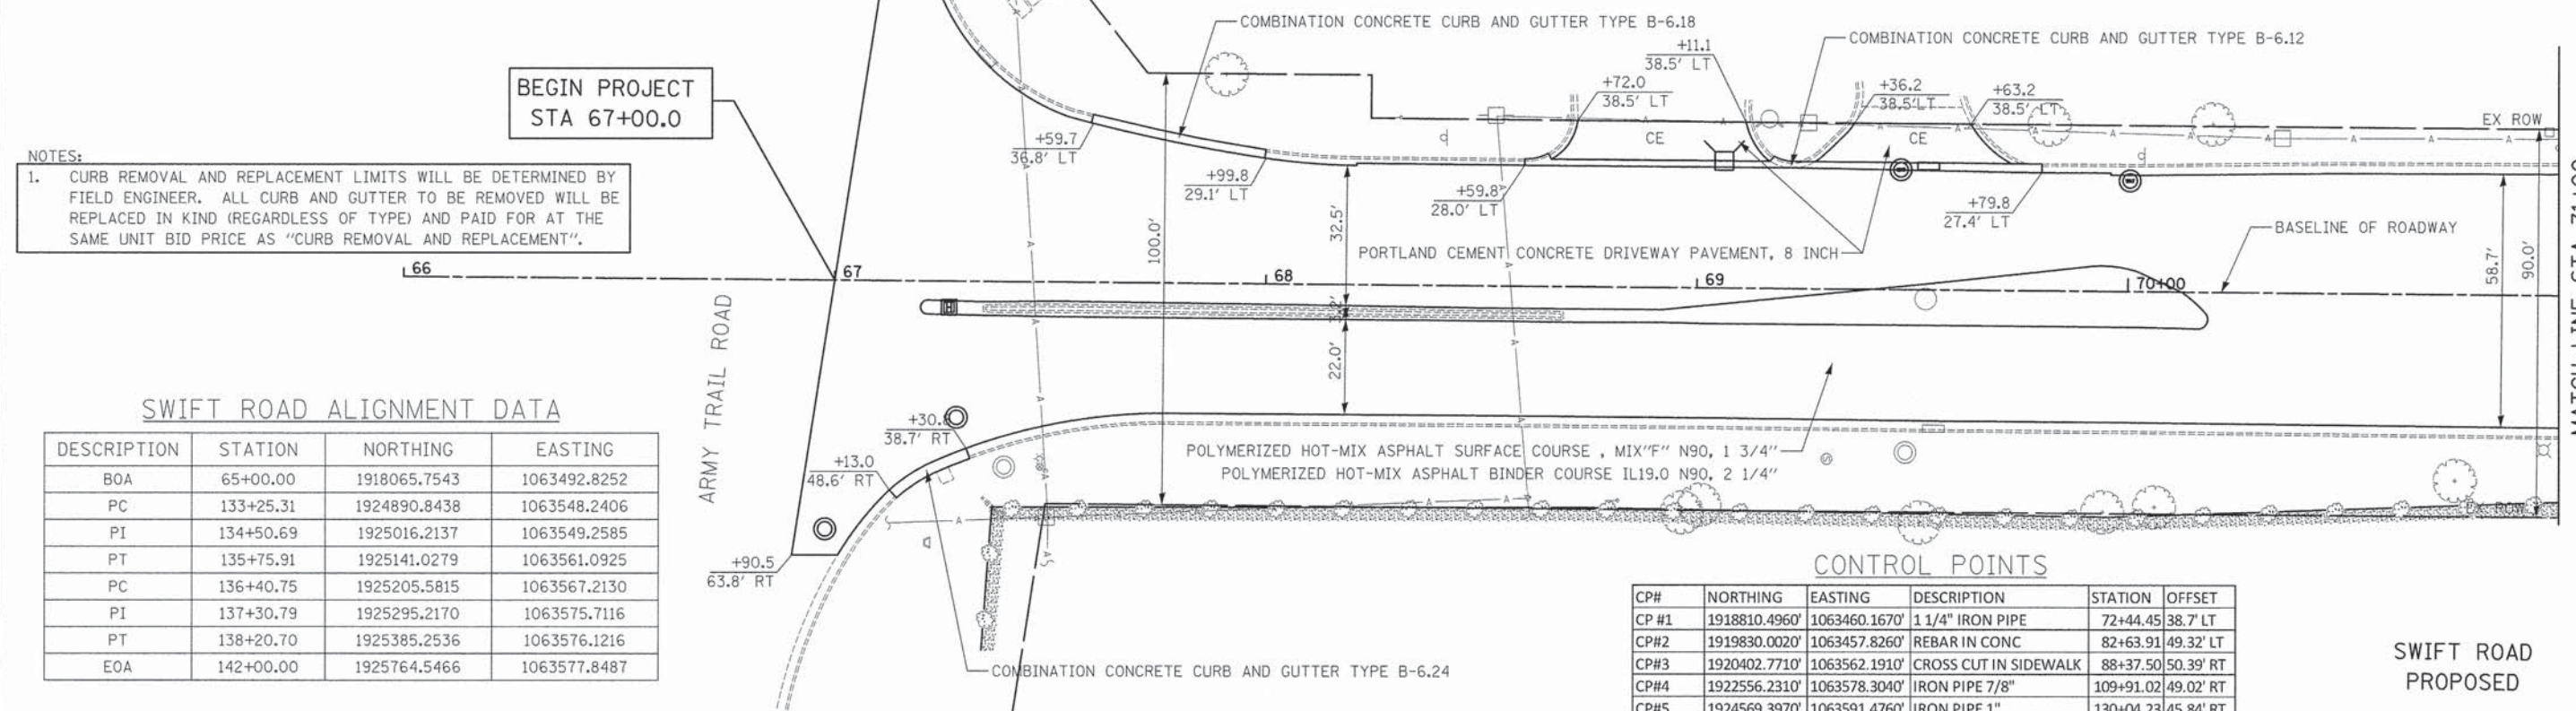 COMBINATION CONCRETE CURB AND GUTTER TYPE B-6.18
COMBINATION CONCRETE CURB AND GUTTER TYPE B-6.12
+11.1
38.5' LT
+72.0
38.5' LT
+36.2
38.5'LT
+63.2
38.5' LT
EX ROW
BEGIN PROJECT
STA 67+00.0
NOTES:
1. CURB REMOVAL AND REPLACEMENT LIMITS WILL BE DETERMINED BY
FIELD ENGINEER. ALL CURB AND GUTTER TO BE REMOVED WILL BE
REPLACED IN KIND (REGARDLESS OF TYPE) AND PAID FOR AT THE
SAME UNIT BID PRICE AS "CURB REMOVAL AND REPLACEMENT".
+59.7
36.8' LT
+99.8
29.1' LT
+59.8
28.0' LT
CE
CE
+79.8
27.4' LT
100.0'
32.5'
22.0'
58.7'
90.0'
PORTLAND CEMENT CONCRETE DRIVEWAY PAVEMENT, 8 INCH
BASELINE OF ROADWAY
66
67
68
69
70+00
ARMY TRAIL ROAD
+30.
38.7' RT
+13.0
48.6' RT
+90.5
63.8' RT
POLYMERIZED HOT-MIX ASPHALT SURFACE COURSE , MIX"F" N90, 1 3/4"
POLYMERIZED HOT-MIX ASPHALT BINDER COURSE IL19.0 N90, 2 1/4"
COMBINATION CONCRETE CURB AND GUTTER TYPE B-6.24
SWIFT ROAD ALIGNMENT DATA
DESCRIPTION STATION NORTHING EASTING
BOA 65+00.00 1918065.7543 1063492.8252
PC 133+25.31 1924890.8438 1063548.2406
PI 134+50.69 1925016.2137 1063549.2585
PT 135+75.91 1925141.0279 1063561.0925
PC 136+40.75 1925205.5815 1063567.2130
PI 137+30.79 1925295.2170 1063575.7116
PT 138+20.70 1925385.2536 1063576.1216
EOA 142+00.00 1925764.5466 1063577.8487
CONTROL POINTS
CP# NORTHING EASTING DESCRIPTION STATION OFFSET
CP #1 1918810.4960' 1063460.1670' 1 1/4" IRON PIPE 72+44.45 38.7' LT
CP#2 1919830.0020' 1063457.8260' REBAR IN CONC 82+63.91 49.32' LT
CP#3 1920402.7710' 1063562.1910' CROSS CUT IN SIDEWALK 88+37.50 50.39' RT
CP#4 1922556.2310' 1063578.3040' IRON PIPE 7/8" 109+91.02 49.02' RT
CP#5 1924569.3970' 1063591.4760' IRON PIPE 1" 130+04.23 45.84' RT
SWIFT ROAD
PROPOSED